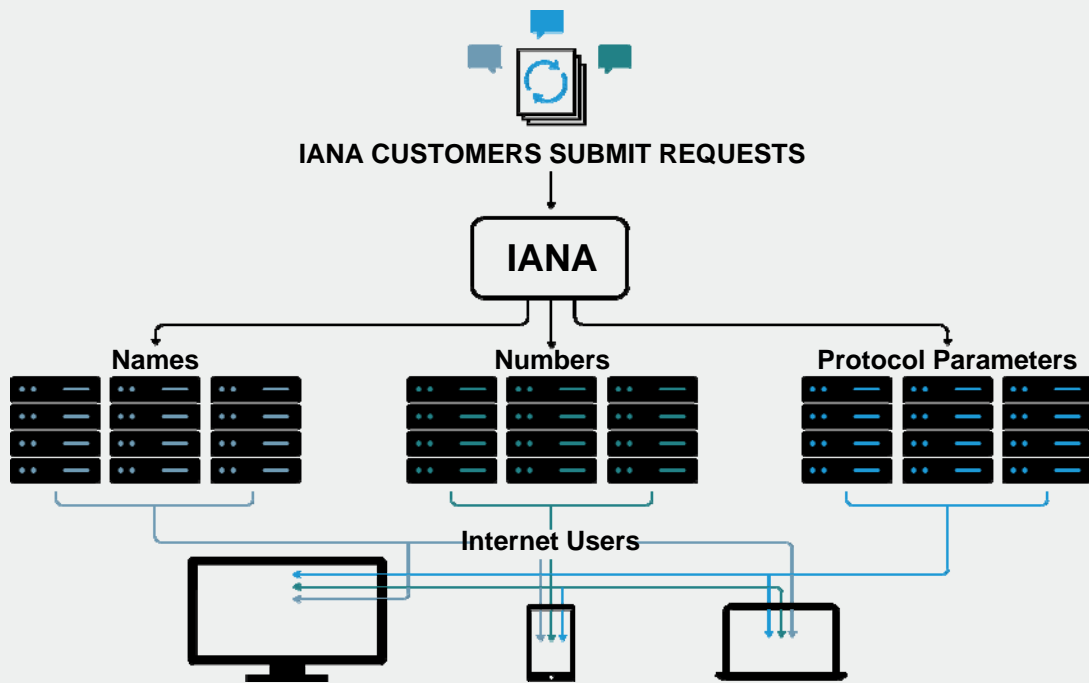 IANA CUSTOMERS SUBMIT REQUESTS
IANA
Names
Numbers
Protocol Parameters
Internet Users